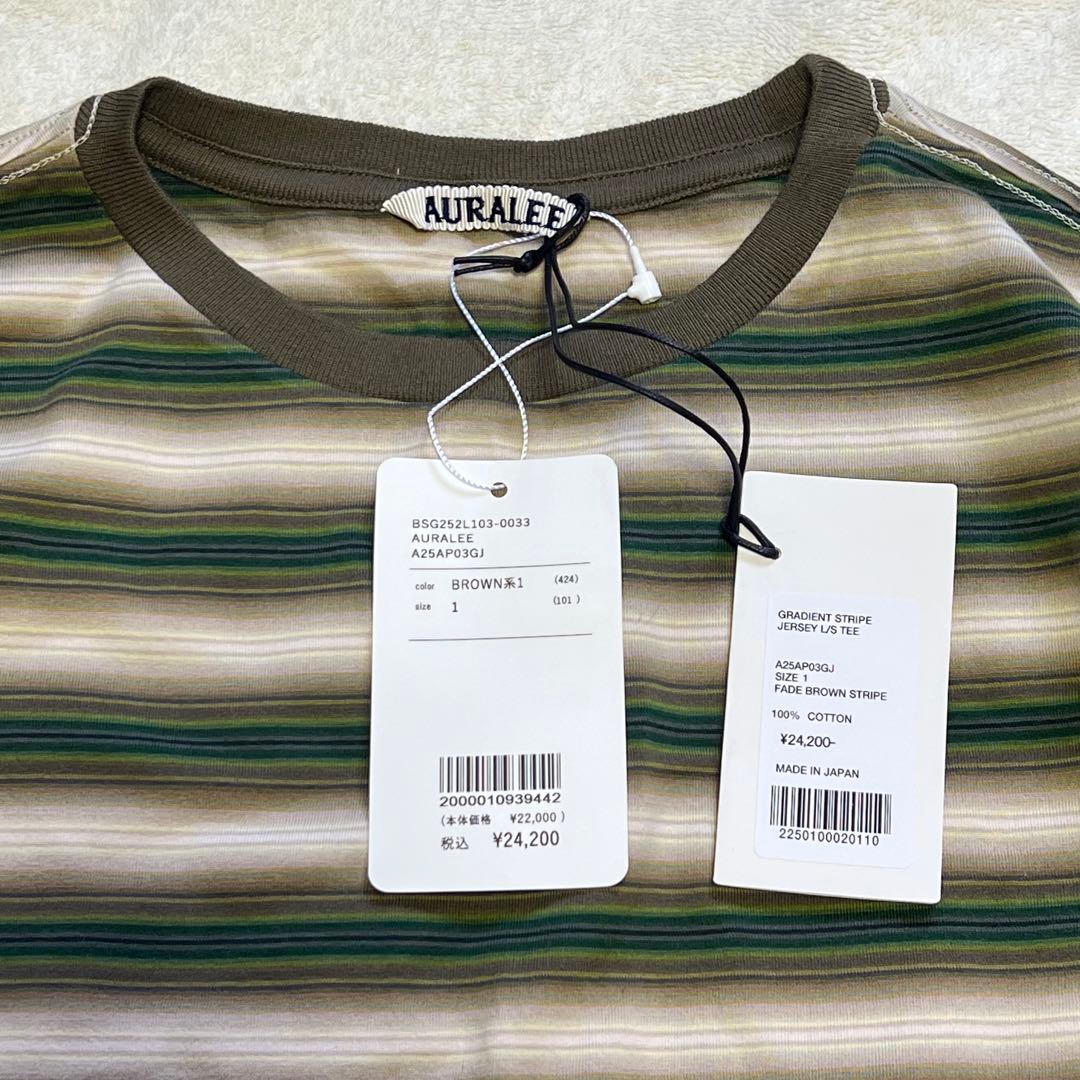 AURALEE
BSG252L103-0033
AURALEE
A25AP03GJ
color BROWN系1 (424)
size 1 (101 )
2000010939442
(本体価格 ¥22,000 )
税込 ¥24,200
GRADIENT STRIPE
JERSEY L/S TEE
A25AP03GJ
SIZE 1
FADE BROWN STRIPE
100% COTTON
¥24,200-
MADE IN JAPAN
2250100020110